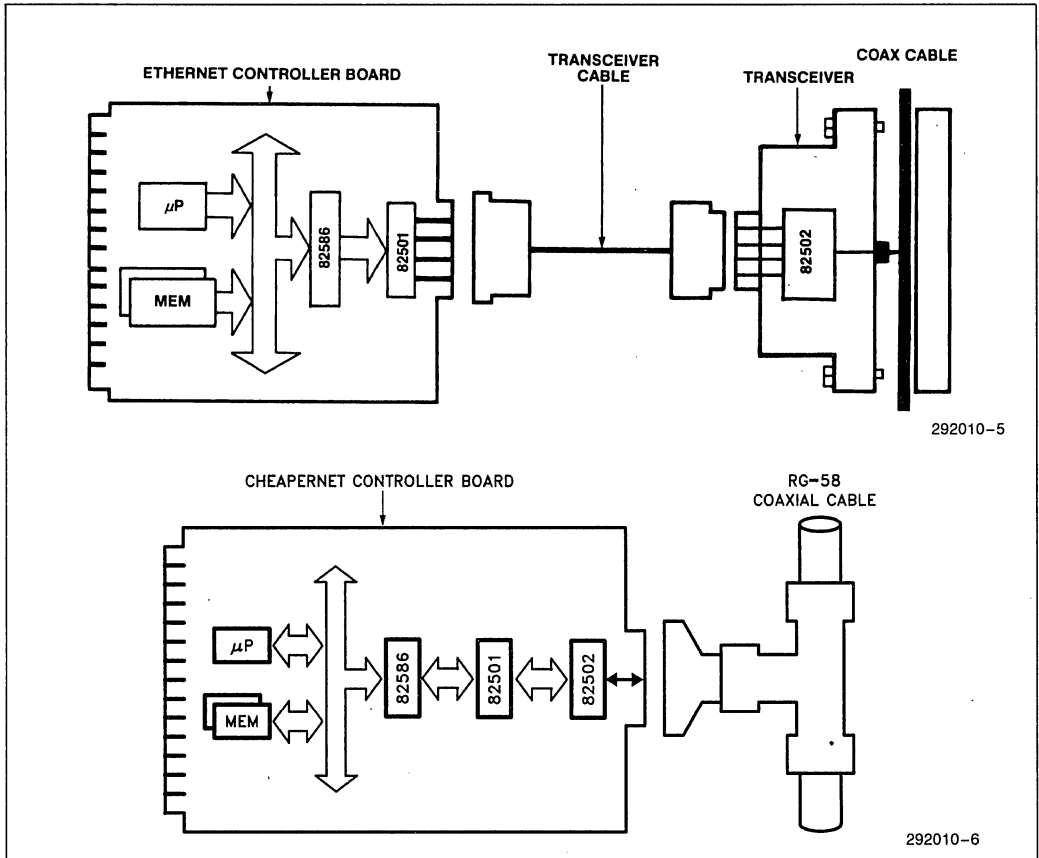 ETHERNET CONTROLLER BOARD
TRANSCEIVER
CABLE
TRANSCEIVER
COAX CABLE
μP
MEM
82586
82501
82502
292010-5
CHEAPERNET CONTROLLER BOARD
RG-58
COAXIAL CABLE
μP
MEM
82586
82501
82502
292010-6